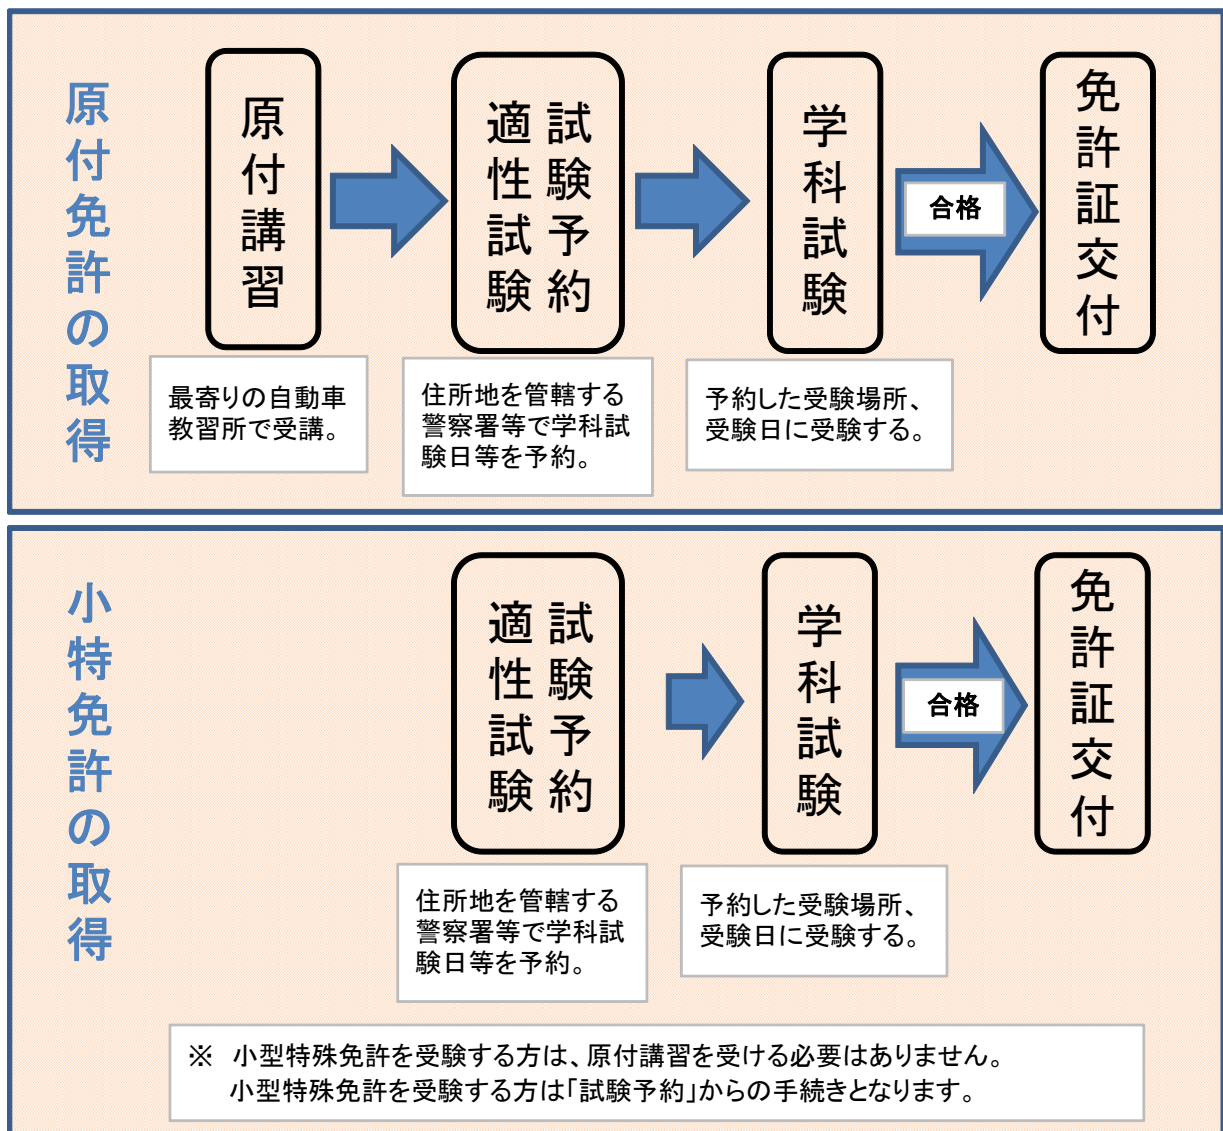 原付免許の取得
原付講習
試験予約
適性試験
学科試験
合格
免許証交付
最寄りの自動車
教習所で受講。
住所地を管轄する
警察署等で学科試
験日等を予約。
予約した受験場所、
受験日に受験する。
小特免許の取得
試験予約
適性試験
学科試験
合格
免許証交付
住所地を管轄する
警察署等で学科試
験日等を予約。
予約した受験場所、
受験日に受験する。
※　小型特殊免許を受験する方は、原付講習を受ける必要はありません。
小型特殊免許を受験する方は「試験予約」からの手続きとなります。